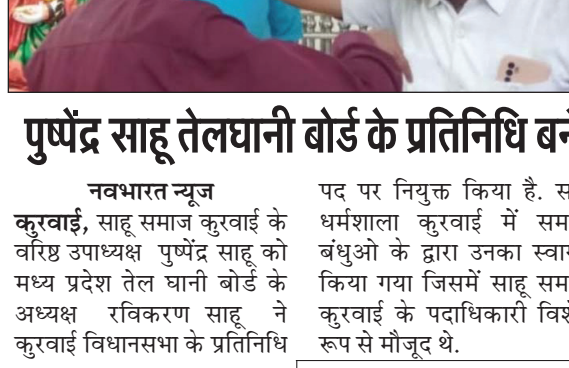 पुष्पेंद्र साहू तेलघानी बोर्ड के प्रतिनिधि
नवभारत न्यूज
कुरवाई, साहू समाज कुरवाई के
वरिष्ठ उपाध्यक्ष पुष्पेंद्र साहू को
मध्य प्रदेश तेल घानी बोर्ड के
अध्यक्ष रविकरण साहू ने
कुरवाई विधानसभा के प्रतिनिधि
पद पर नियुक्त किया है.
धर्मशाला कुरवाई में
बंधुओ के द्वारा उनका
किया गया जिसमें साहू
कुरवाई के पदाधिकारी
रूप से मौजूद थे.